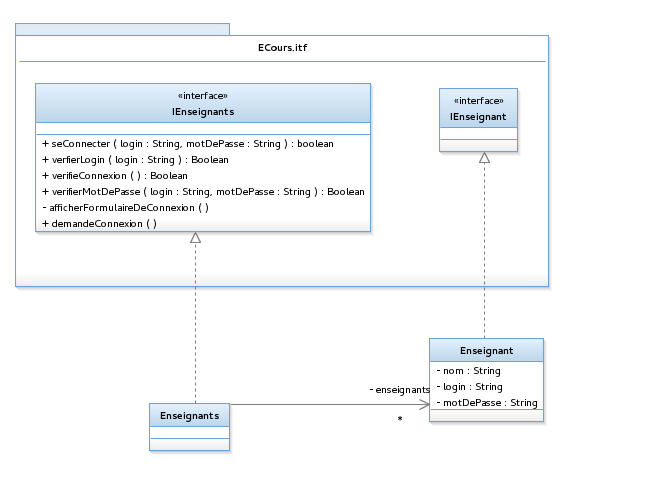 ECours.itf
«interface»
IEnseignants
+ seConnecter ( login : String, motDePasse : String ) : boolean
+ verfierLogin ( login : String ) : Boolean
+ verifieConnexion ( ) : Boolean
+ verifierMotDePasse ( login : String, motDePasse : String ) : Boolean
- afficherFormulaireDeConnexion ( )
+ demandeConnexion ( )
«interface»
IEnseignant
Enseignant
- nom : String
- login : String
- motDePasse : String
- enseignants
*
Enseignants